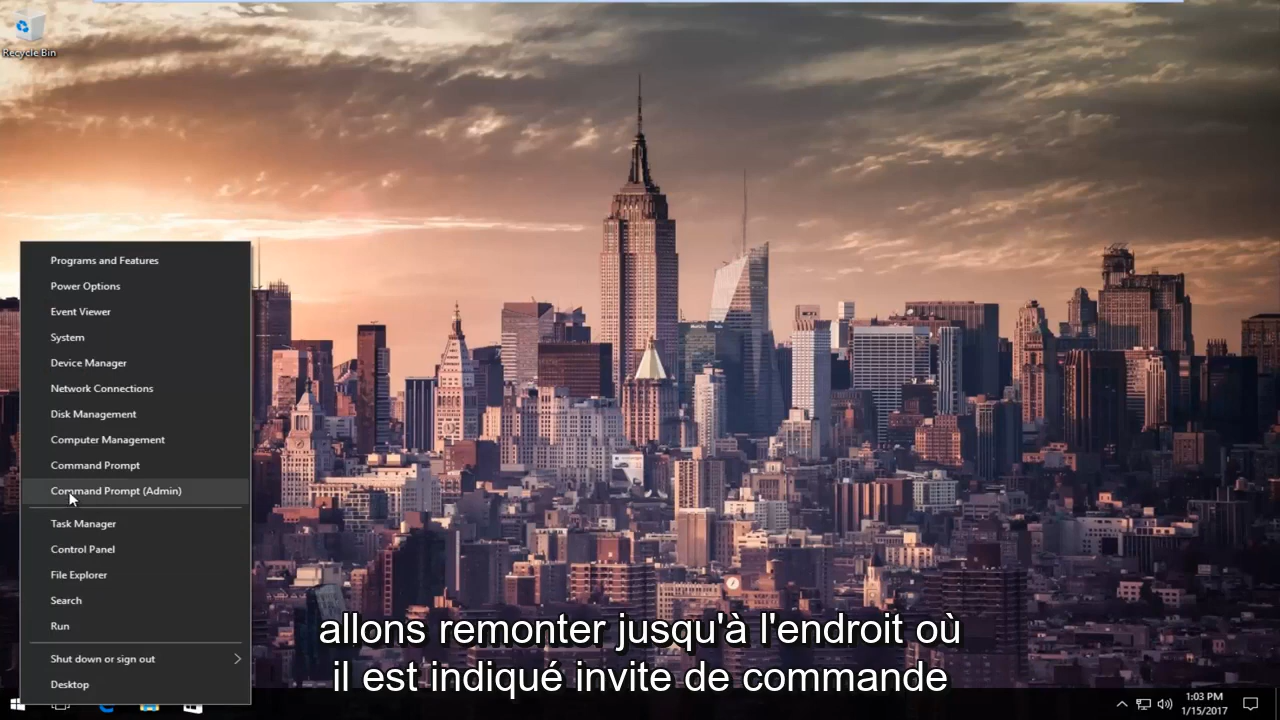 Recycle Bin
Programs and Features
Power Options
Event Viewer
System
Device Manager
Network Connections
Disk Management
Computer Management
Command Prompt
Command Prompt (Admin)
Task Manager
Control Panel
File Explorer
Search
Run
Shut down or sign out
Desktop
allons remonter jusqu'à l'endroit où
il est indiqué invite de commande
1:03 PM
1/15/2017